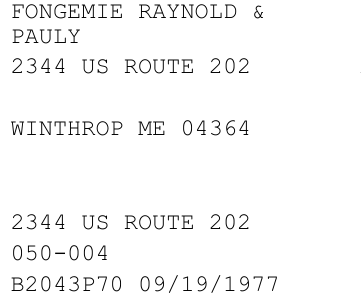 FONGEMIE RAYNOLD &
PAULY
2344 US ROUTE 202
WINTHROP ME 04364
2344 US ROUTE 202
050-004
B2043P70 09/19/1977